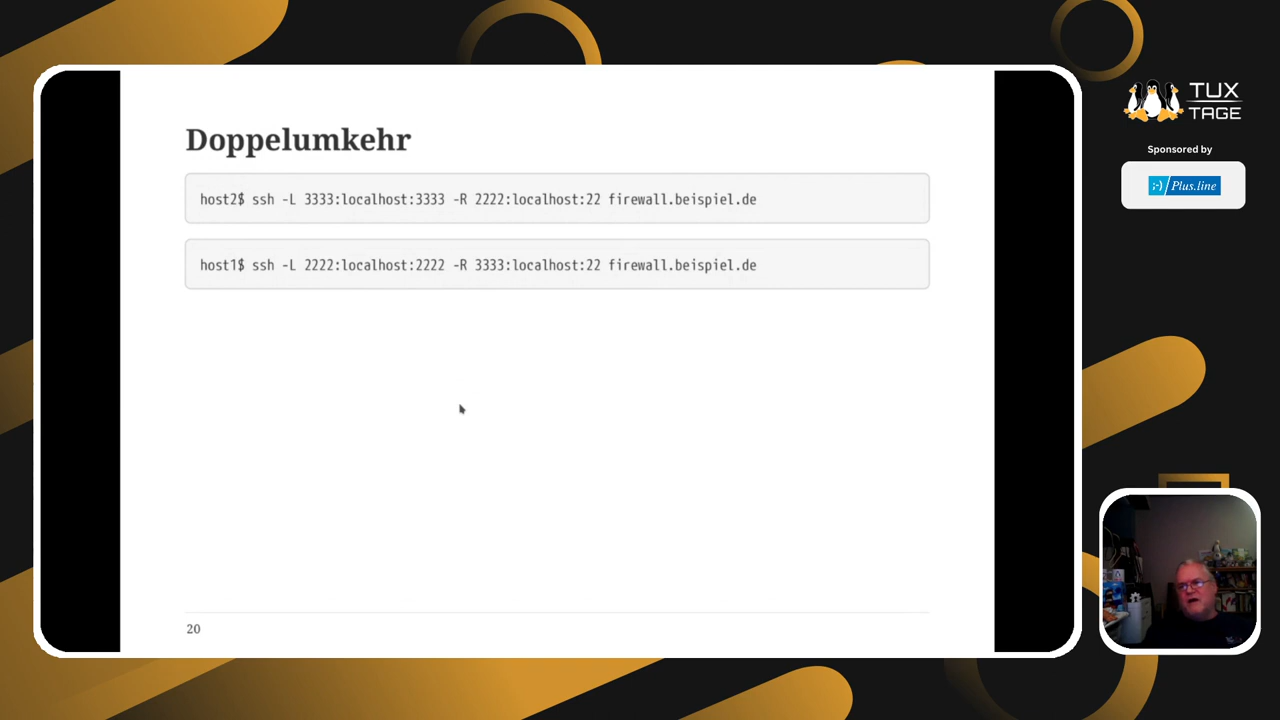 Doppelumkehr
host2$ ssh -L 3333:localhost:3333 -R 2222:localhost:22 firewall.beispiel.de
host1$ ssh -L 2222:localhost:2222 -R 3333:localhost:22 firewall.beispiel.de
20
TUX
TAGE
Sponsored by
;-) Plus.line